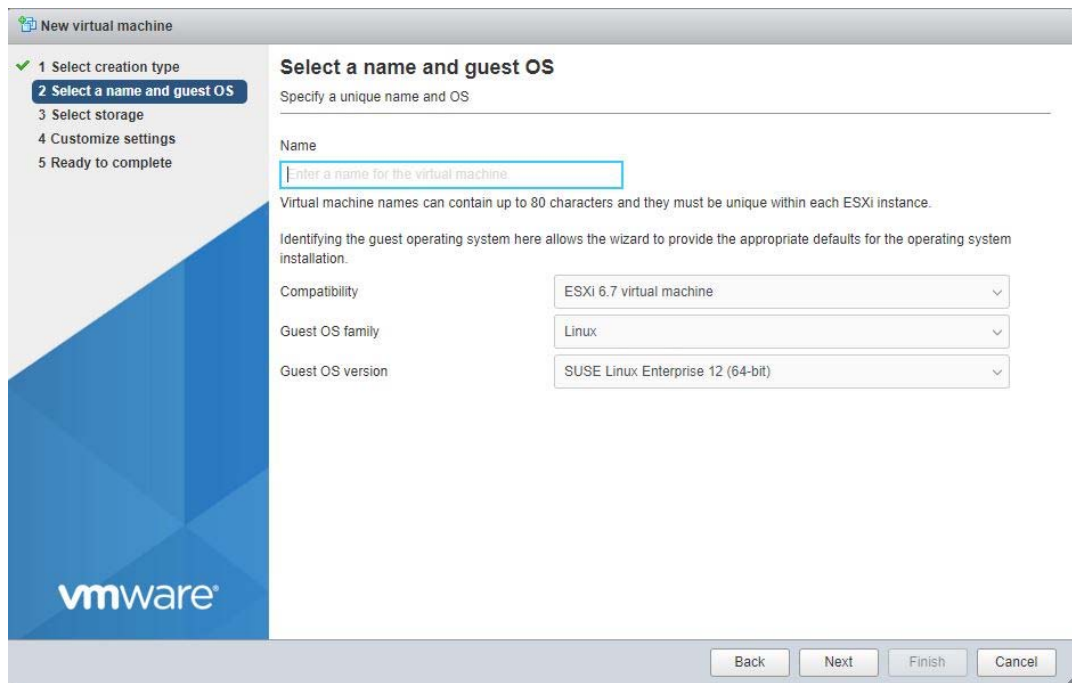 New virtual machine
1 Select creation type
2 Select a name and guest OS
3 Select storage
4 Customize settings
5 Ready to complete
vmware®
Select a name and guest OS
Specify a unique name and OS
Name
Enter a name for the virtual machine
Virtual machine names can contain up to 80 characters and they must be unique within each ESXi instance.
Identifying the guest operating system here allows the wizard to provide the appropriate defaults for the operating system
installation.
Compatibility ESXi 6.7 virtual machine
Guest OS family Linux
Guest OS version SUSE Linux Enterprise 12 (64-bit)
Back Next Finish Cancel